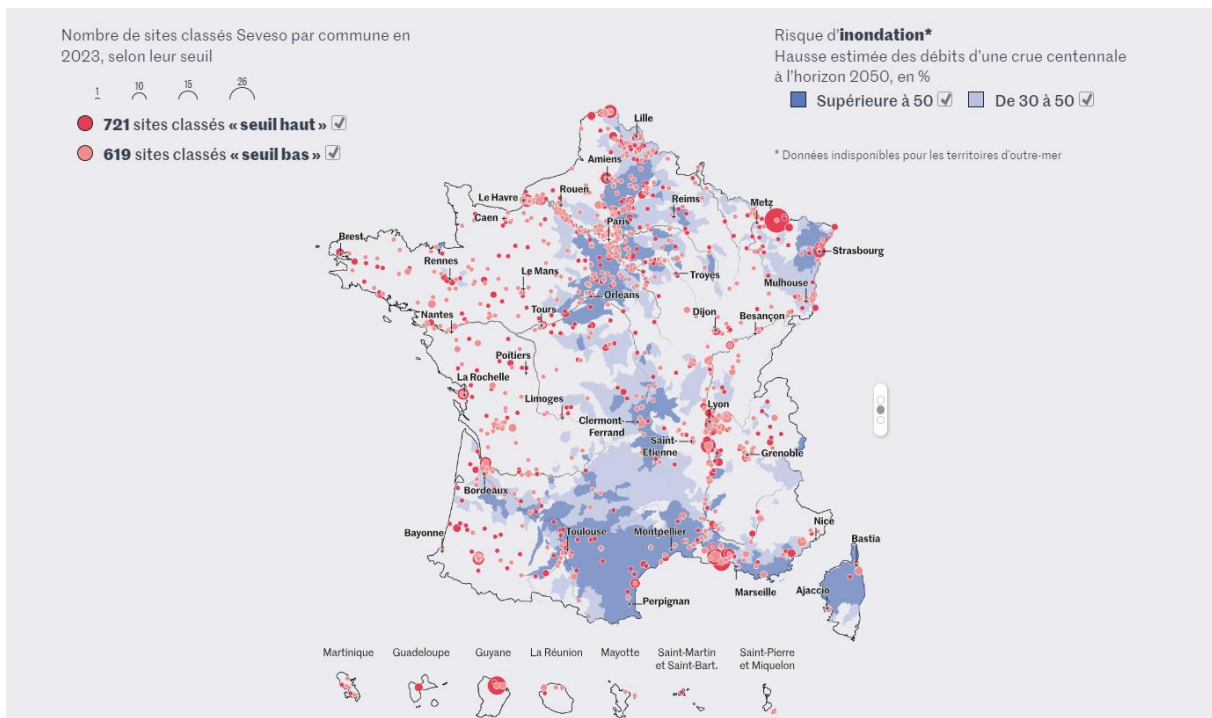 Nombre de sites classés Seveso par commune en
2023, selon leur seuil
1 10 15 26
721 sites classés « seuil haut »
619 sites classés « seuil bas »
Risque d’inondation*
Hausse estimée des débits d’une crue centennale
à l’horizon 2050, en %
Supérieure à 50 De 30 à 50
* Données indisponibles pour les territoires d’outre-mer
Lille
Amiens
Rouen
Le Havre
Reims
Metz
Caen
Paris
Brest
Strasbourg
Rennes
Le Mans
Troyes
Mulhouse
Orleans
Tours
Dijon
Besançon
Nantes
Poitiers
La Rochelle
Limoges
Lyon
Clermont-
Ferrand
Saint-
Etienne
Grenoble
Bordeaux
Nice
Bayonne
Toulouse
Montpellier
Bastia
Marseille
Ajaccio
Perpignan
Martinique Guadeloupe Guyane La Réunion Mayotte Saint-Martin
et Saint-Bart.
Saint-Pierre
et Miquelon